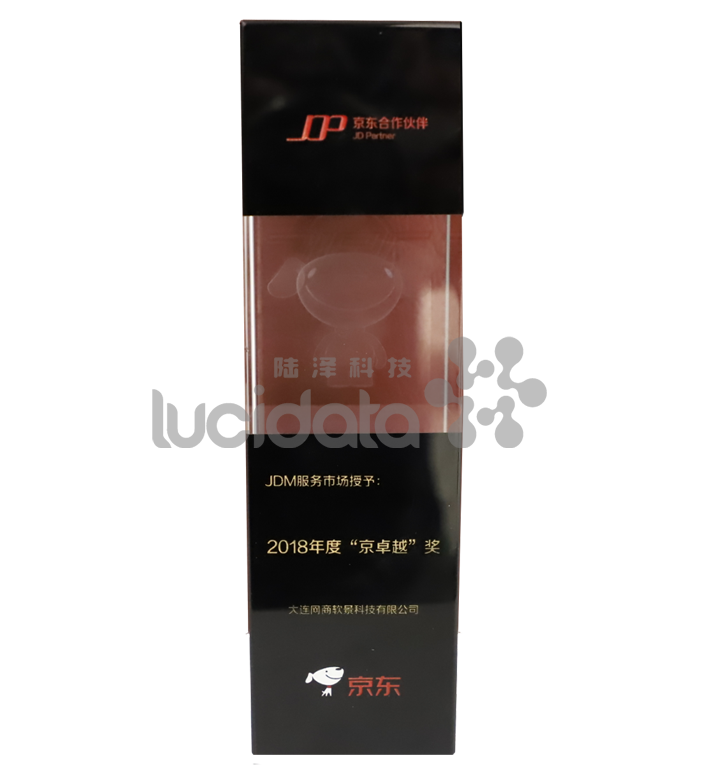 JDP 京东合作伙伴
JD Partner
陆泽科技
lucidata
JDM服务市场授予：
2018年度“京卓越”奖
大连网商软景科技有限公司
京东